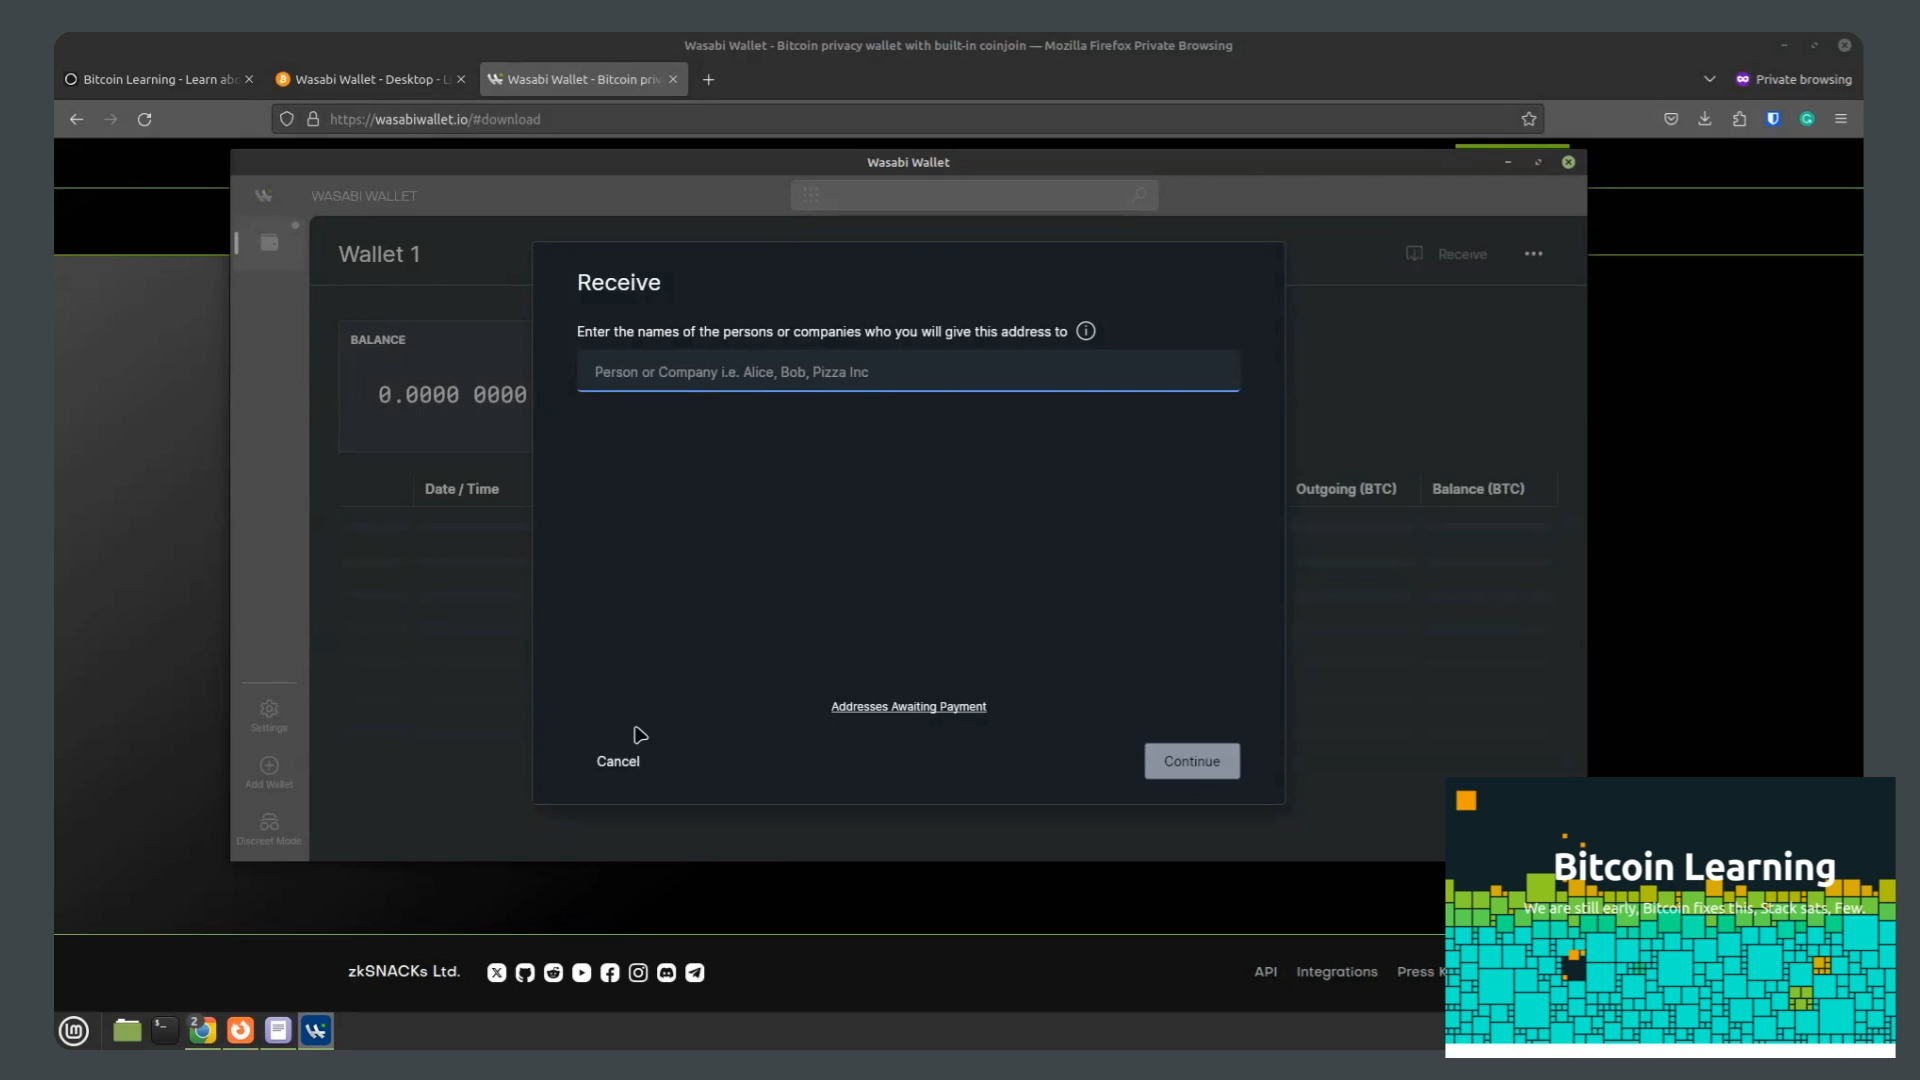 Wasabi Wallet - Bitcoin privacy wallet with built-in coinjoin — Mozilla Firefox Private Browsing
Bitcoin Learning - Learn abo
Wasabi Wallet - Desktop - L
Wasabi Wallet - Bitcoin priv
Private browsing
https://wasabiwallet.io/#download
Wasabi Wallet
WASABI WALLET
Wallet 1
Receive
Receive
Enter the names of the persons or companies who you will give this address to
Person or Company i.e. Alice, Bob, Pizza Inc
BALANCE
0.0000 0000
Date / Time
Outgoing (BTC)
Balance (BTC)
Addresses Awaiting Payment
Settings
Cancel
Continue
Add Wallet
Discreet Mode
Bitcoin Learning
We are still early, Bitcoin fixes this, Stack sats, Few.
zkSNACKs Ltd.
API
Integrations
Press K
2